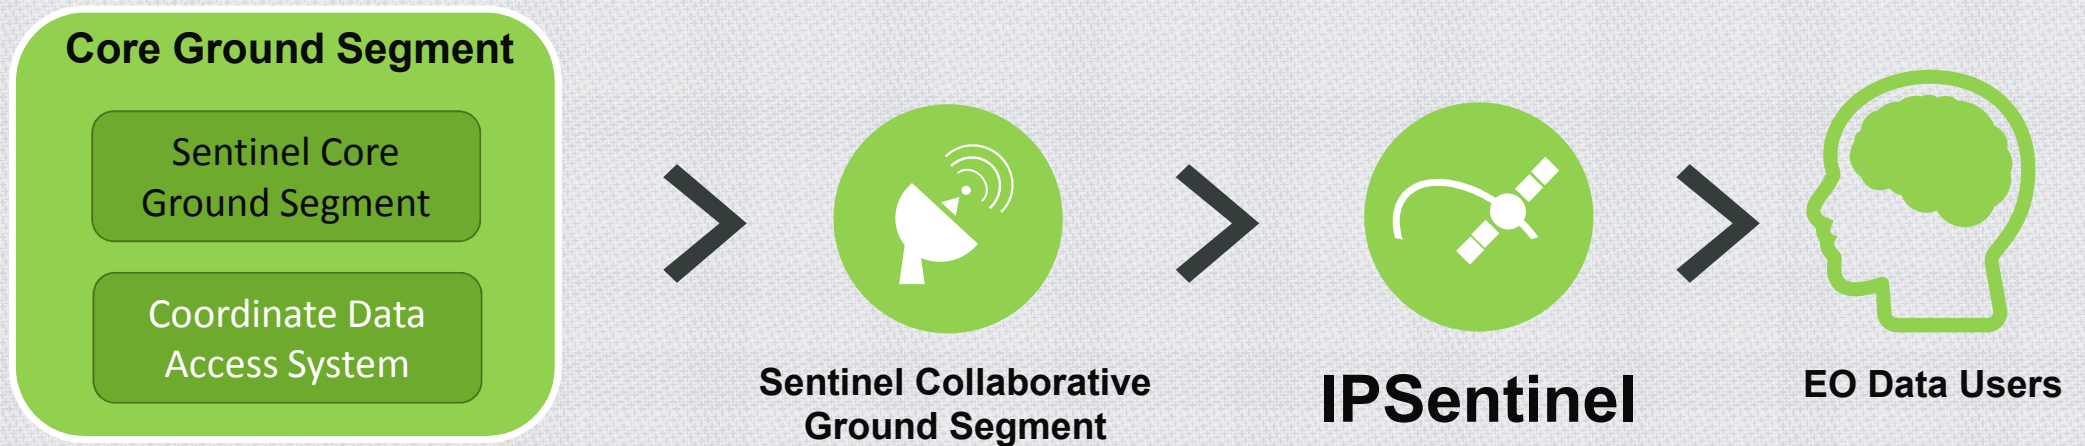 Core Ground Segment
Sentinel Core
Ground Segment
Coordinate Data
Access System
Sentinel Collaborative
Ground Segment
IPSentinel
EO Data Users